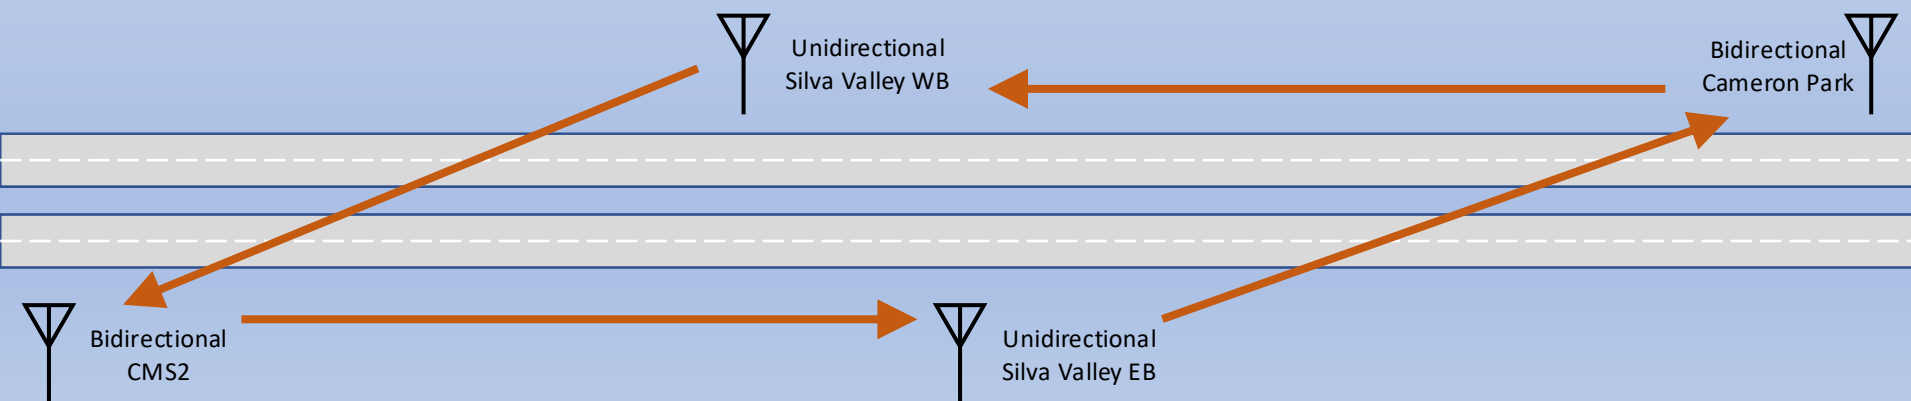 Unidirectional
Silva Valley WB
Bidirectional
Cameron Park
Bidirectional
CMS2
Unidirectional
Silva Valley EB